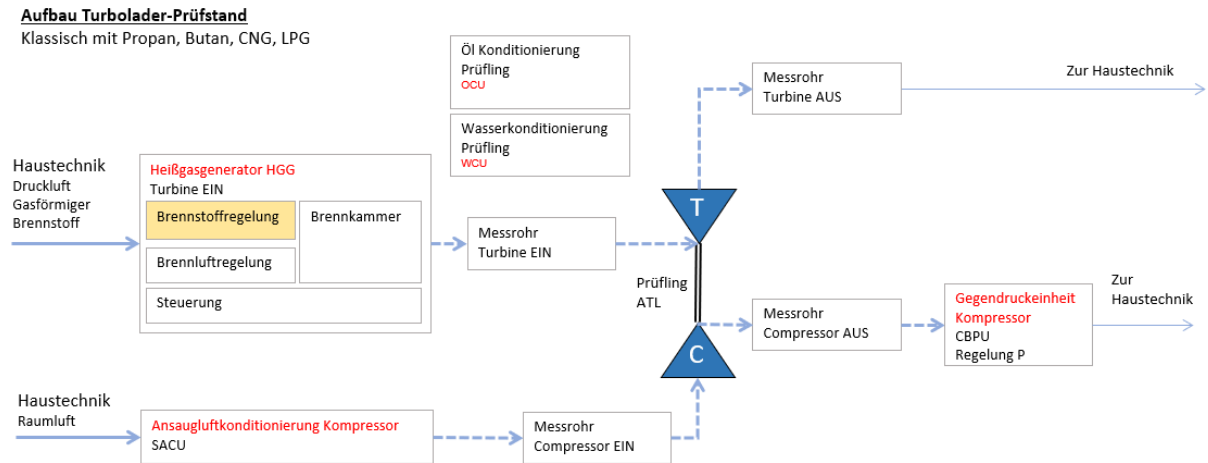 Aufbau Turbolader-Prüfstand
Klassisch mit Propan, Butan, CNG, LPG
Öl Konditionierung
Prüfling
OCU
Wasserkonditionierung
Prüfling
WCU
Messrohr
Turbine AUS
Zur Haustechnik
Haustechnik
Druckluft
Gasförmiger
Brennstoff
Heißgasgenerator HGG
Turbine EIN
Brennstoffregelung
Brennkammer
Brennluftregelung
Steuerung
Messrohr
Turbine EIN
T
Prüfling
ATL
C
Messrohr
Compressor AUS
Gegendruckeinheit
Kompressor
CBPU
Regelung P
Zur
Haustechnik
Haustechnik
Raumluft
Ansaugluftkonditionierung Kompressor
SACU
Messrohr
Compressor EIN